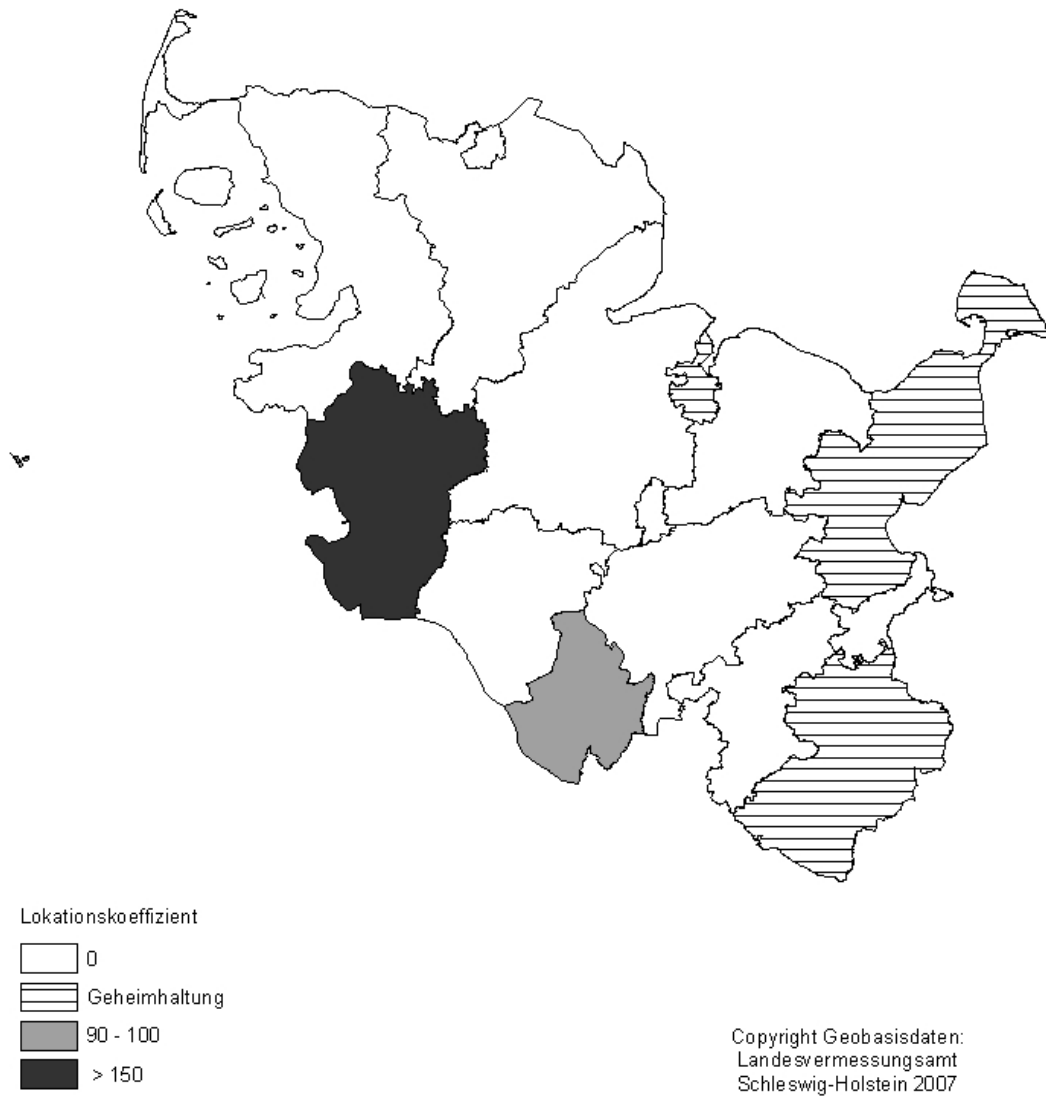 Lokationskoeffizient
0
Geheimhaltung
90 - 100
> 150
Copyright Geobasisdaten:
Landesvermessungsamt
Schleswig-Holstein 2007